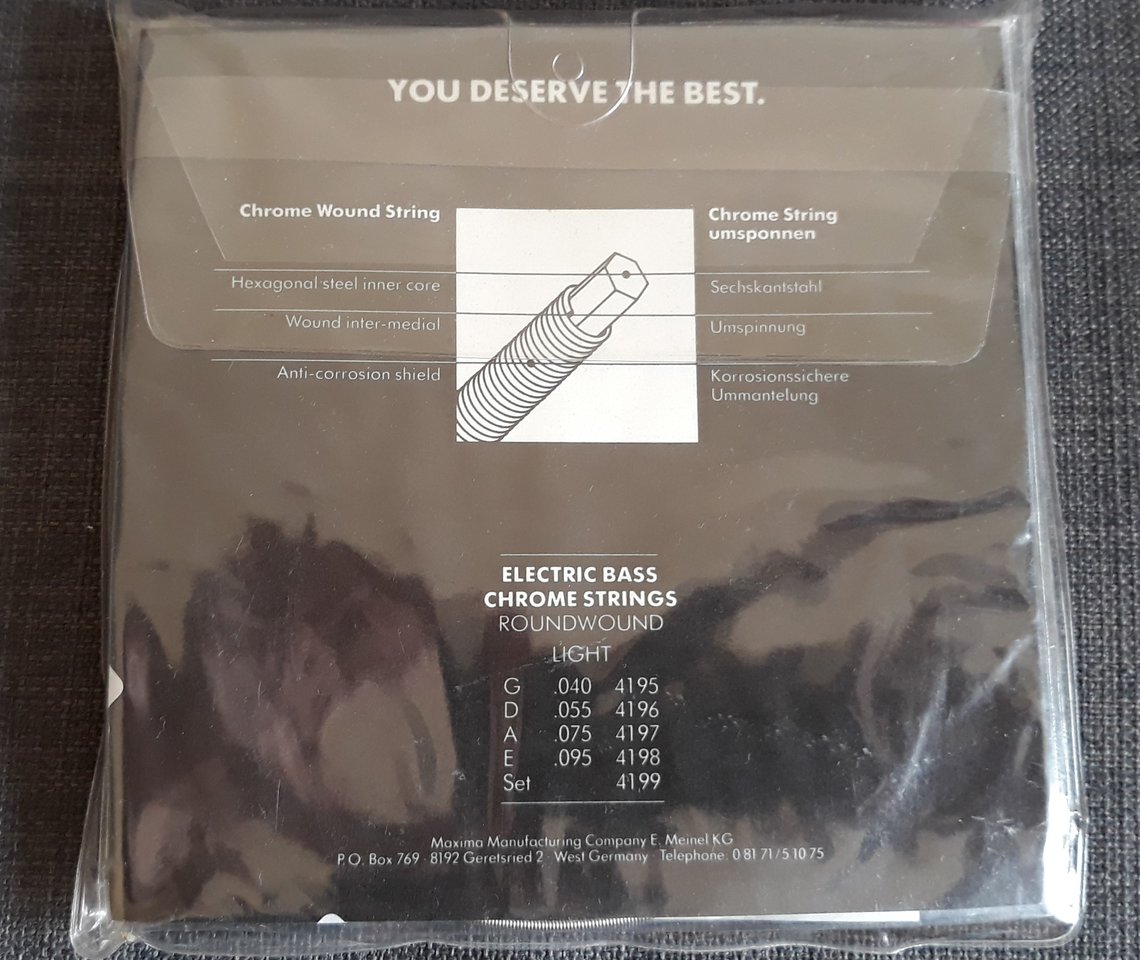 YOU DESERVE THE BEST.
Chrome Wound String
Hexagonal steel inner core
Wound inter-medial
Anti-corrosion shield
Chrome String
umsponnen
Sechskantstahl
Umspinnung
Korrosionssichere
Ummantelung
ELECTRIC BASS
CHROME STRINGS
ROUNDWOUND
LIGHT
G .040 4195
D .055 4196
A .075 4197
E .095 4198
Set 4199
Maxima Manufacturing Company E. Meinel KG
P.O. Box 769 · 8192 Geretsried 2 · West Germany · Telephone: 0 81 71/5 10 75